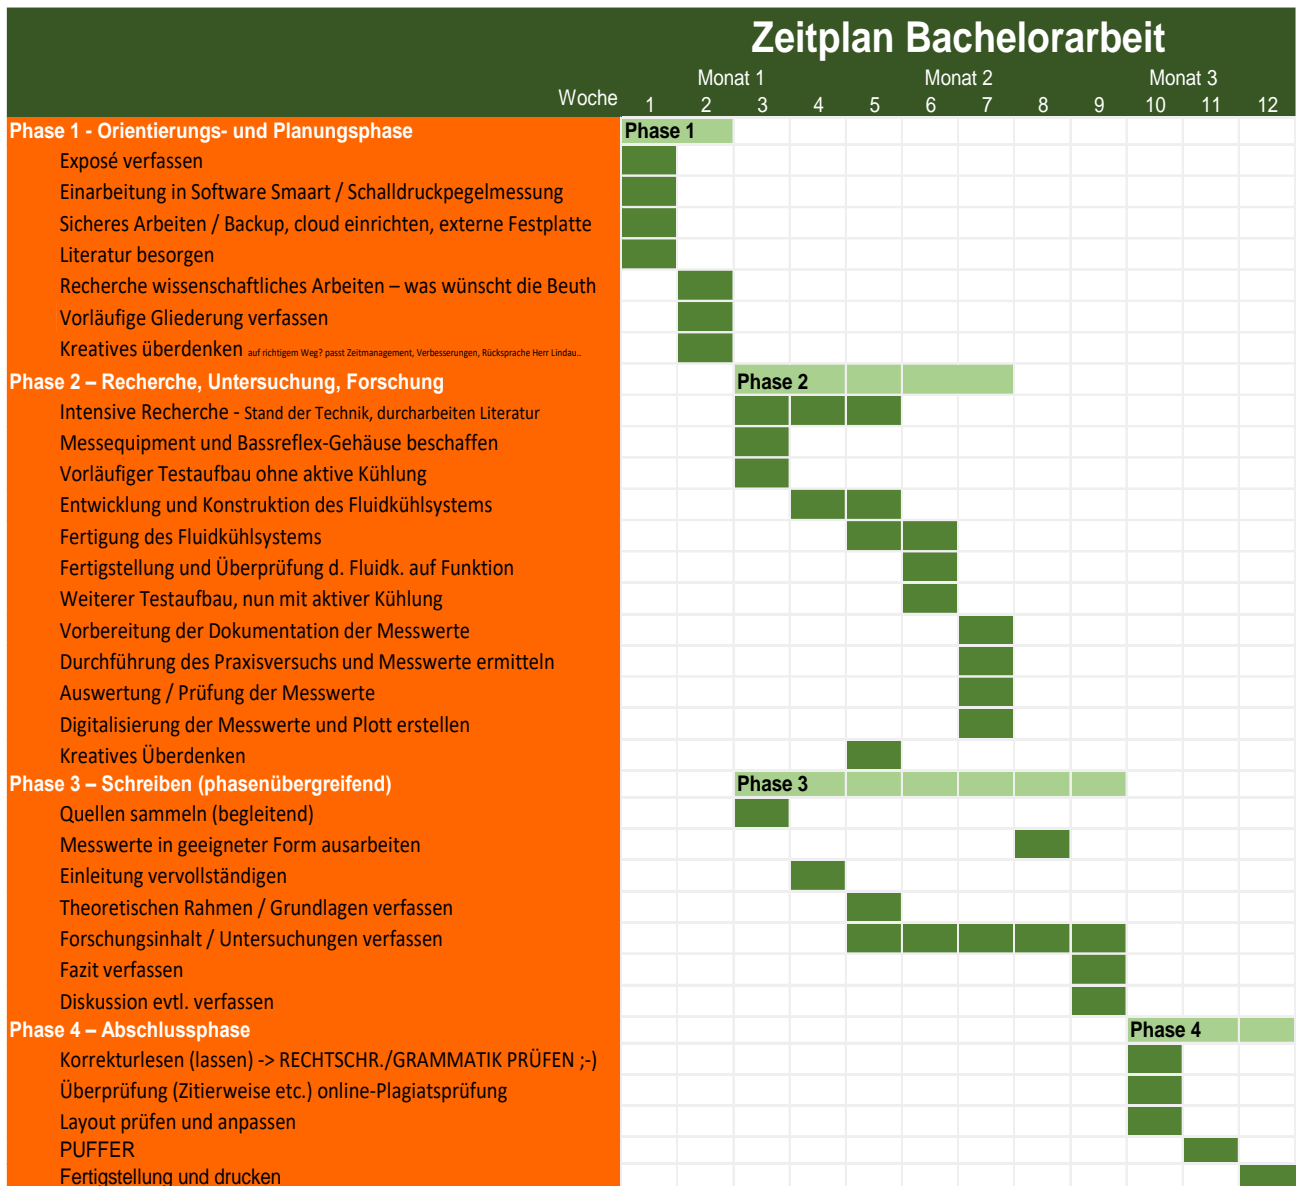 Zeitplan Bachelorarbeit
Monat 1 Monat 2 Monat 3
Woche 1 2 3 4 5 6 7 8 9 10 11 12
Phase 1 - Orientierungs- und Planungsphase Phase 1
Exposé verfassen
Einarbeitung in Software Smaart / Schalldruckpegelmessung
Sicheres Arbeiten / Backup, cloud einrichten, externe Festplatte
Literatur besorgen
Recherche wissenschaftliches Arbeiten – was wünscht die Beuth
Vorläufige Gliederung verfassen
Kreatives überdenken auf richtigem Weg? passt Zeitmanagement, Verbesserungen, Rücksprache Herr Lindau..
Phase 2 – Recherche, Untersuchung, Forschung Phase 2
Intensive Recherche - Stand der Technik, durcharbeiten Literatur
Messequipment und Bassreflex-Gehäuse beschaffen
Vorläufiger Testaufbau ohne aktive Kühlung
Entwicklung und Konstruktion des Fluidkühlsystems
Fertigung des Fluidkühlsystems
Fertigstellung und Überprüfung d. Fluidk. auf Funktion
Weiterer Testaufbau, nun mit aktiver Kühlung
Vorbereitung der Dokumentation der Messwerte
Durchführung des Praxisversuchs und Messwerte ermitteln
Auswertung / Prüfung der Messwerte
Digitalisierung der Messwerte und Plott erstellen
Kreatives Überdenken
Phase 3 – Schreiben (phasenübergreifend) Phase 3
Quellen sammeln (begleitend)
Messwerte in geeigneter Form ausarbeiten
Einleitung vervollständigen
Theoretischen Rahmen / Grundlagen verfassen
Forschungsinhalt / Untersuchungen verfassen
Fazit verfassen
Diskussion evtl. verfassen
Phase 4 – Abschlussphase Phase 4
Korrekturlesen (lassen) -> RECHTSCHR./GRAMMATIK PRÜFEN ;-)
Überprüfung (Zitierweise etc.) online-Plagiatsprüfung
Layout prüfen und anpassen
PUFFER
Fertigstellung und drucken